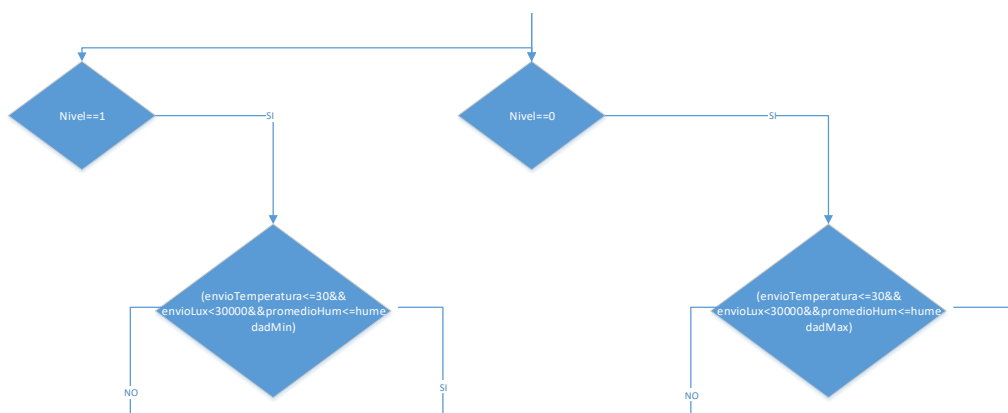 Nivel==1
SI
Nivel==0
SI
(envioTemperatura<=30&&
envioLux<30000&&promedioHum<=hume
dadMin)
(envioTemperatura<=30&&
envioLux<30000&&promedioHum<=hume
dadMax)
NO
SI
NO